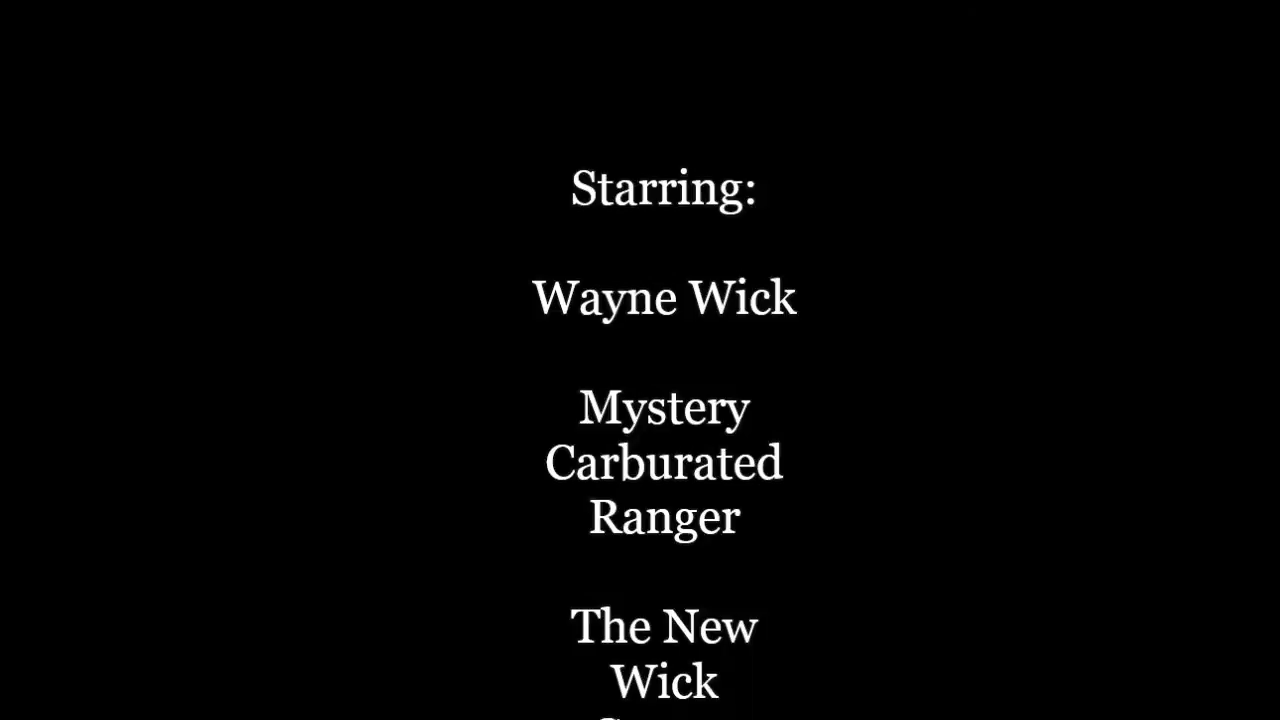 Starring:
Wayne Wick
Mystery
Carburated
Ranger
The New
Wick